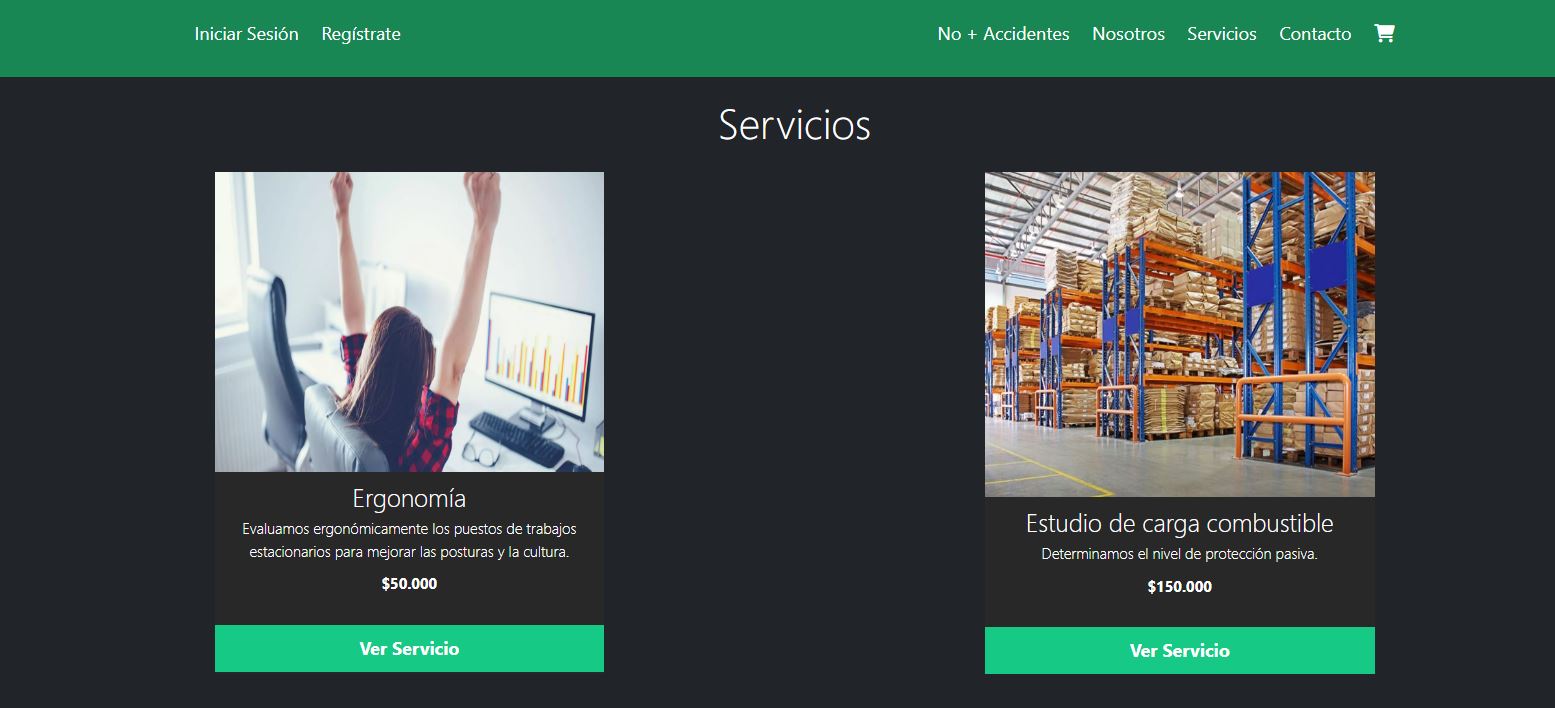 Iniciar Sesión Regístrate No + Accidentes Nosotros Servicios Contacto
Servicios
Ergonomía
Evaluamos ergonómicamente los puestos de trabajos
estacionarios para mejorar las posturas y la cultura.
$50.000
Ver Servicio
Estudio de carga combustible
Determinamos el nivel de protección pasiva.
$150.000
Ver Servicio